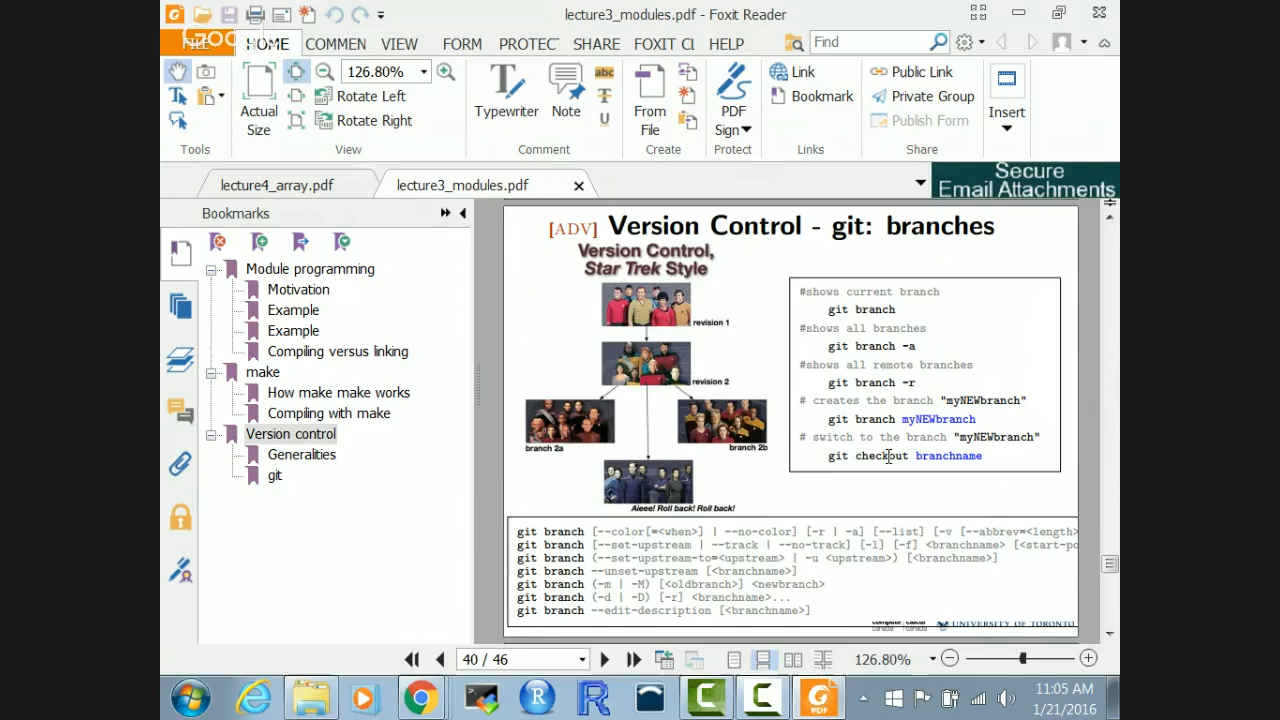 lecture3_modules.pdf - Foxit Reader
FILE HOME COMMEN VIEW FORM PROTEC SHARE FOXIT CL HELP Find
126.80%
Rotate Left
Rotate Right
Actual
Size
Typewriter
Note
From
File
PDF
Sign
Link
Bookmark
Public Link
Private Group
Publish Form
Insert
Tools View Comment Create Protect Links Share
lecture4_array.pdf
lecture3_modules.pdf
Secure
Email Attachments
Bookmarks
Module programming
Motivation
Example
Example
Compiling versus linking
make
How make make works
Compiling with make
Version control
Generalities
git
[ADV] Version Control - git: branches
Version Control,
Star Trek Style
revision 1
revision 2
branch 2a
branch 2b
Aieee! Roll back! Roll back!
#shows current branch
git branch
#shows all branches
git branch -a
#shows all remote branches
git branch -r
# creates the branch "myNEWbranch"
git branch myNEWbranch
# switch to the branch "myNEWbranch"
git checkout branchname
git branch [--color[=<when>] | --no-color] [-r | -a] [--list] [-v [--abbrev=<length>
git branch [--set-upstream | --track | --no-track] [-l] [-f] <branchname> [<start-po
git branch (--set-upstream-to=<upstream> | -u <upstream>) [<branchname>]
git branch --unset-upstream [<branchname>]
git branch (-m | -M) [<oldbranch>] <newbranch>
git branch (-d | -D) [-r] <branchname>...
git branch --edit-description [<branchname>]
UNIVERSITY OF TORONTO
40 / 46
126.80%
11:05 AM
1/21/2016